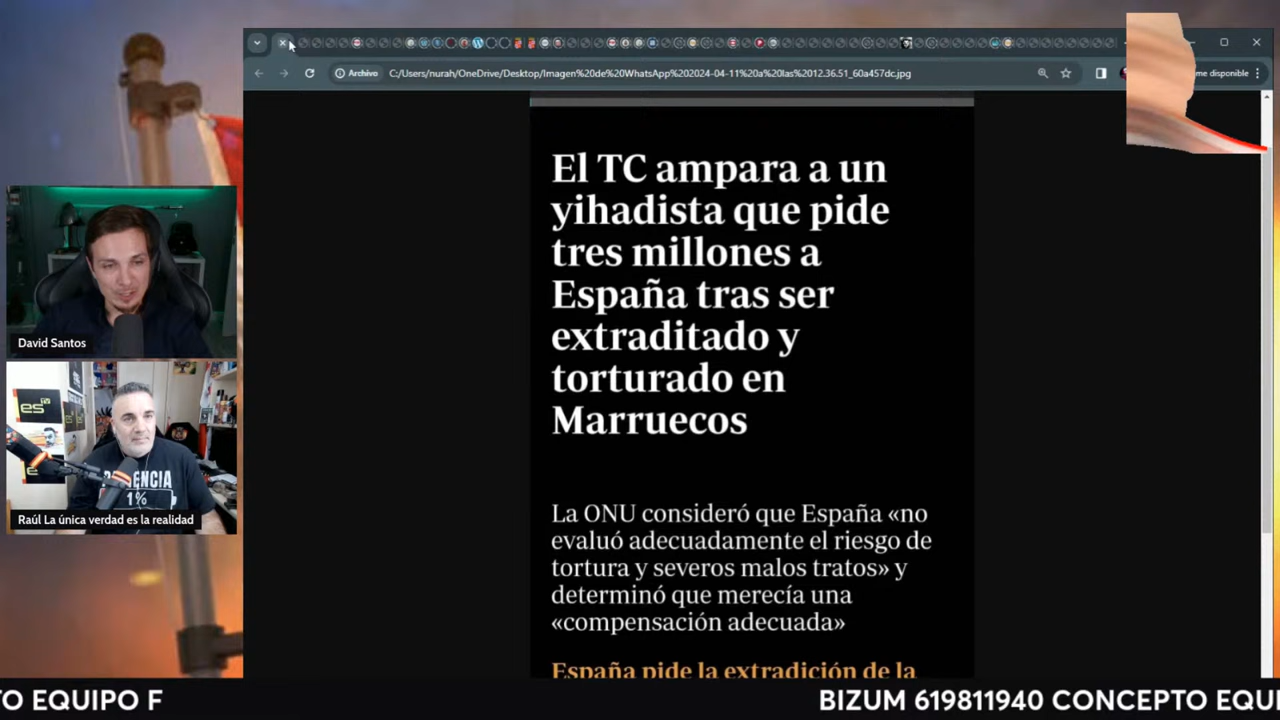 Archivo
C:/Users/nurah/OneDrive/Desktop/Imagen%20de%20WhatsApp%202024-04-11%20a%20las%2012.36.51_60a457dc.jpg
me disponible
El TC ampara a un
yihadista que pide
tres millones a
España tras ser
extraditado y
torturado en
Marruecos
La ONU consideró que España «no
evaluó adecuadamente el riesgo de
tortura y severos malos tratos» y
determinó que merecía una
«compensación adecuada»
España pide la extradición de la
David Santos
es
1%
Raúl La única verdad es la realidad
TO EQUIPO F
BIZUM 619811940 CONCEPTO EQUI